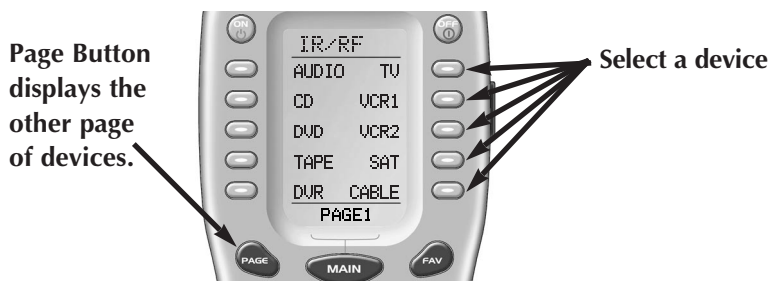 Page Button
displays the
other page
of devices.
ON
OFF
IR/RF
AUDIO TV
CD VCR1
DVD VCR2
TAPE SAT
DVR CABLE
PAGE1
PAGE
MAIN
FAV
Select a device